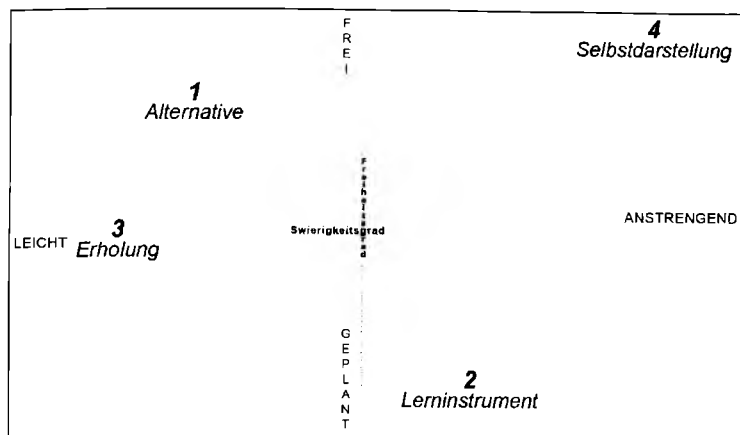 FREI
4
Selbstdarstellung
1
Alternative
Freiheitsgrad
Swierigkeitsgrad
ANSTRENGEND
LEICHT
3
Erholung
GEPLANT
2
Lerninstrument